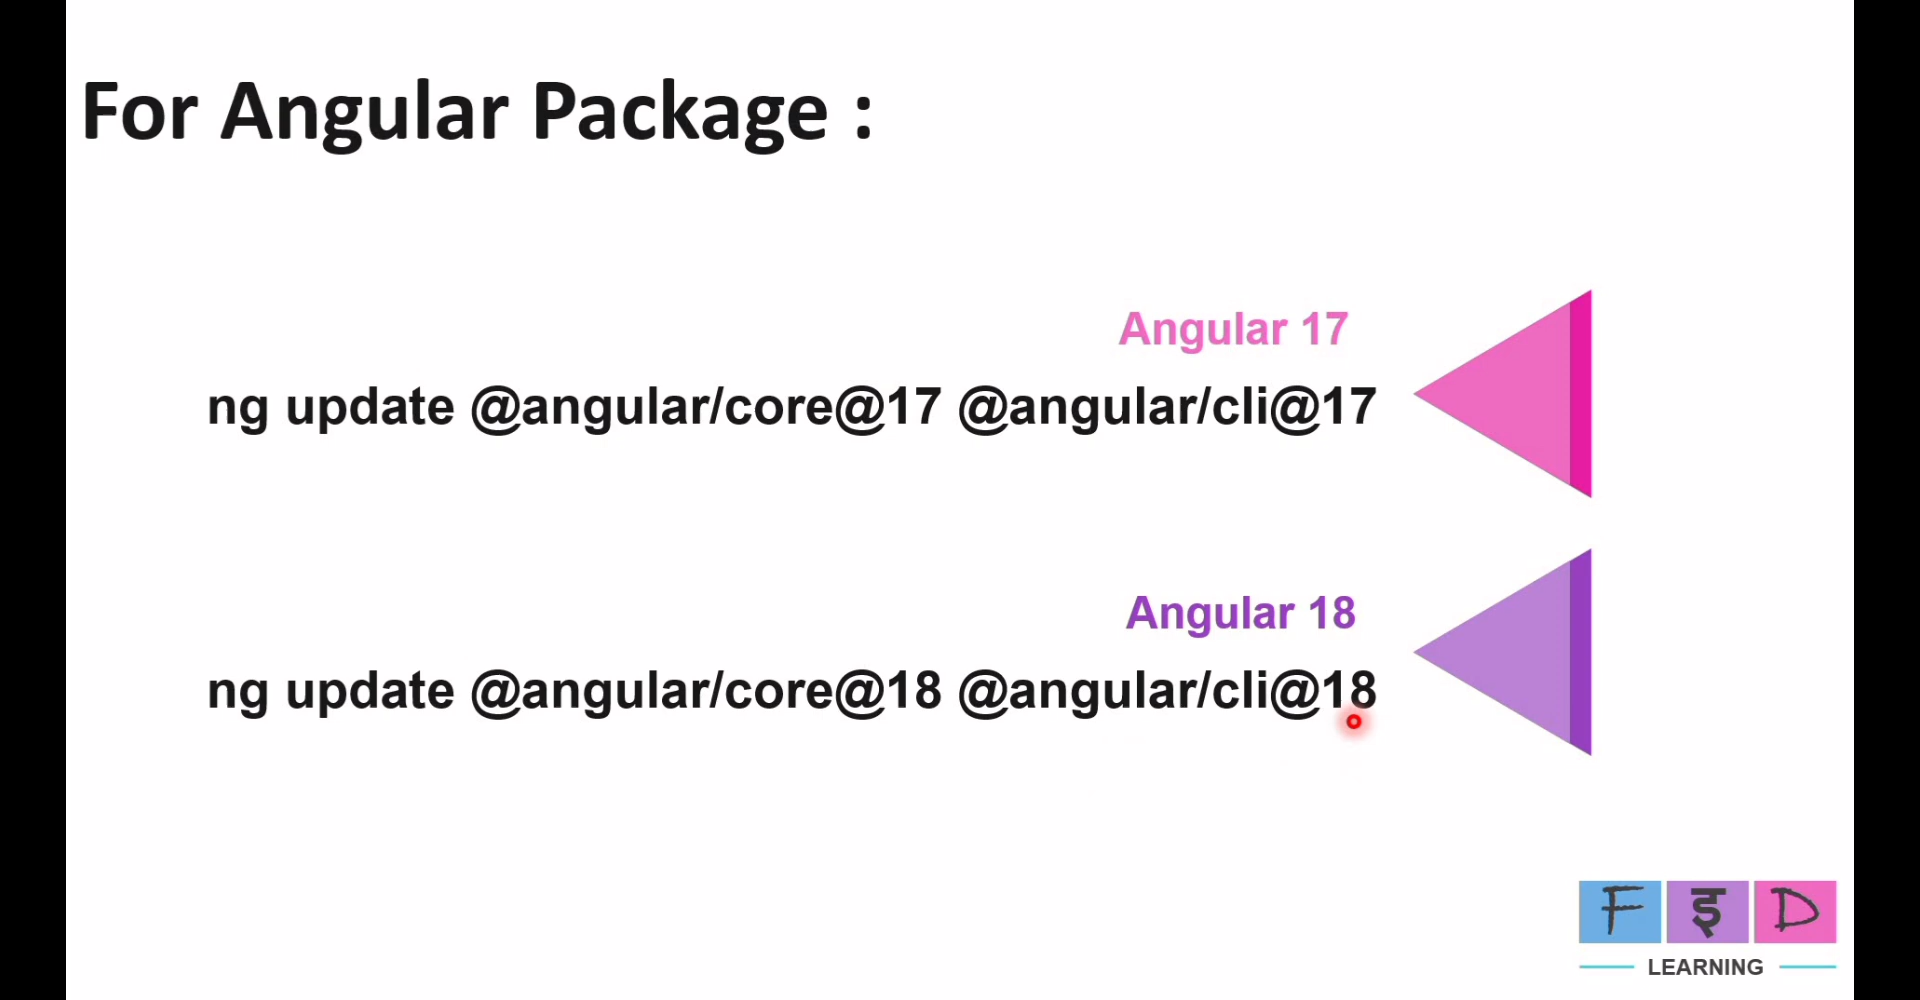 For Angular Package :
Angular 17
ng update @angular/core@17 @angular/cli@17
Angular 18
ng update @angular/core@18 @angular/cli@18
F इ D
LEARNING